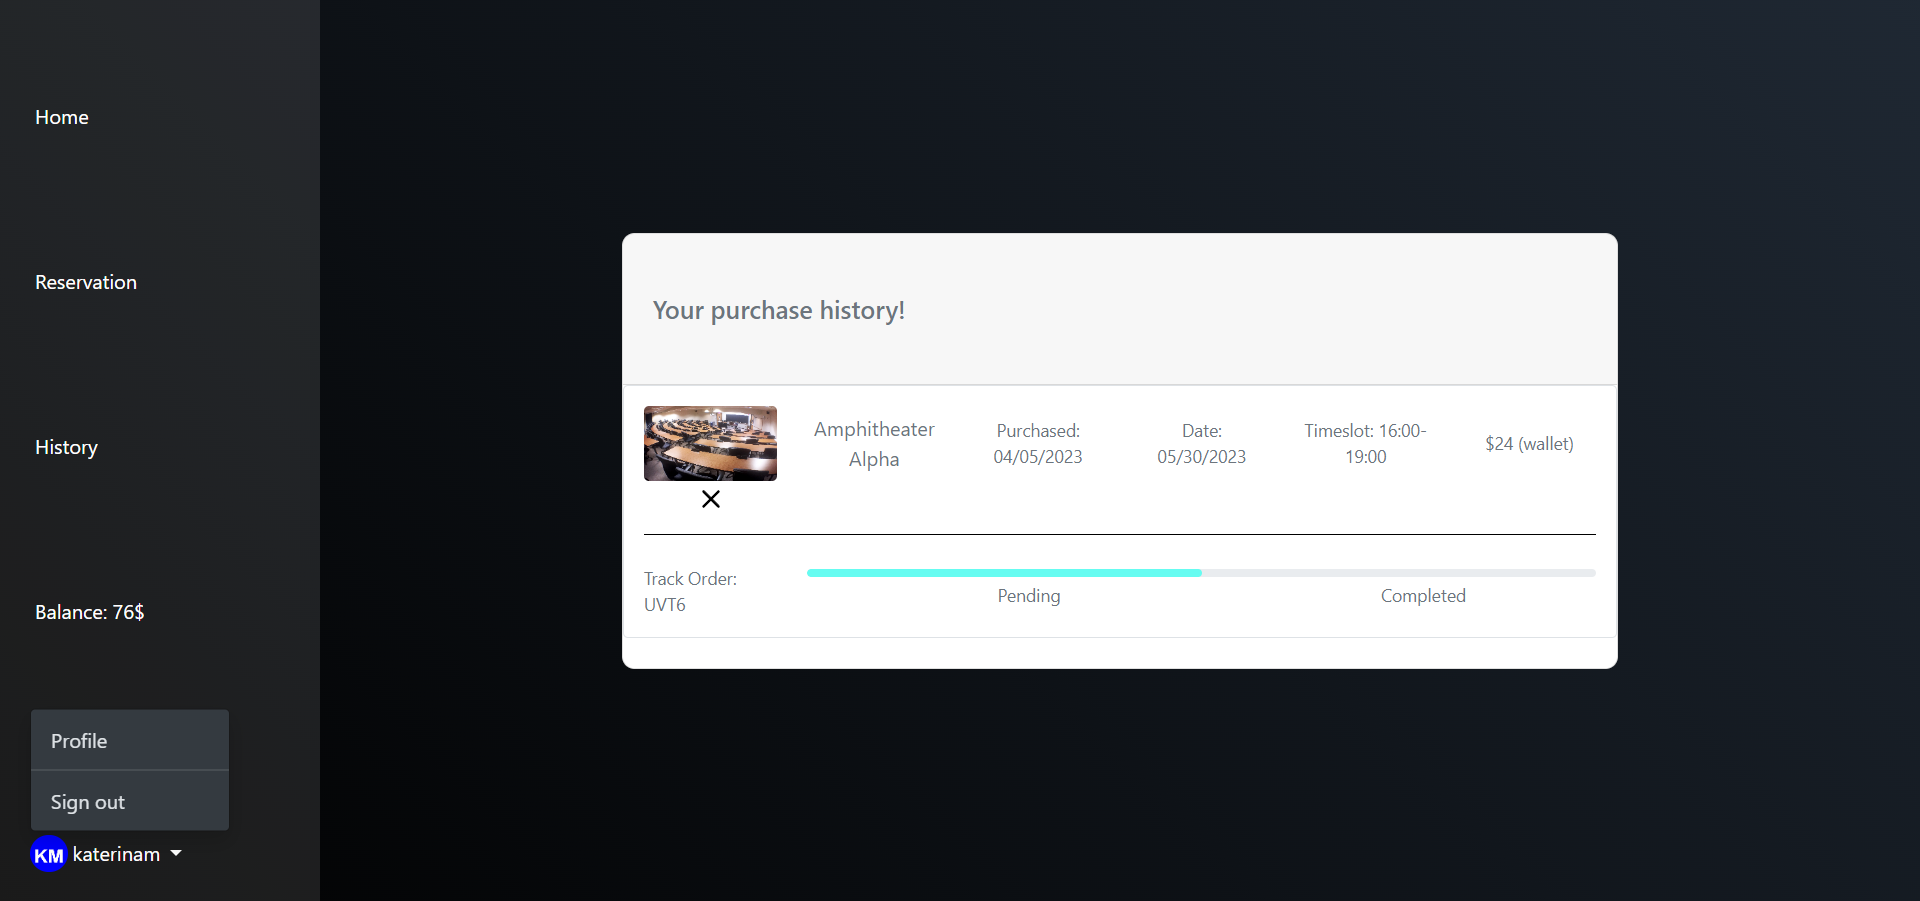 Home
Reservation
History
Balance: 76$
Profile
Sign out
KM katerinam
Your purchase history!
Amphitheater
Alpha
Purchased:
04/05/2023
Date:
05/30/2023
Timeslot: 16:00-
19:00
$24 (wallet)
Track Order:
UVT6
Pending
Completed